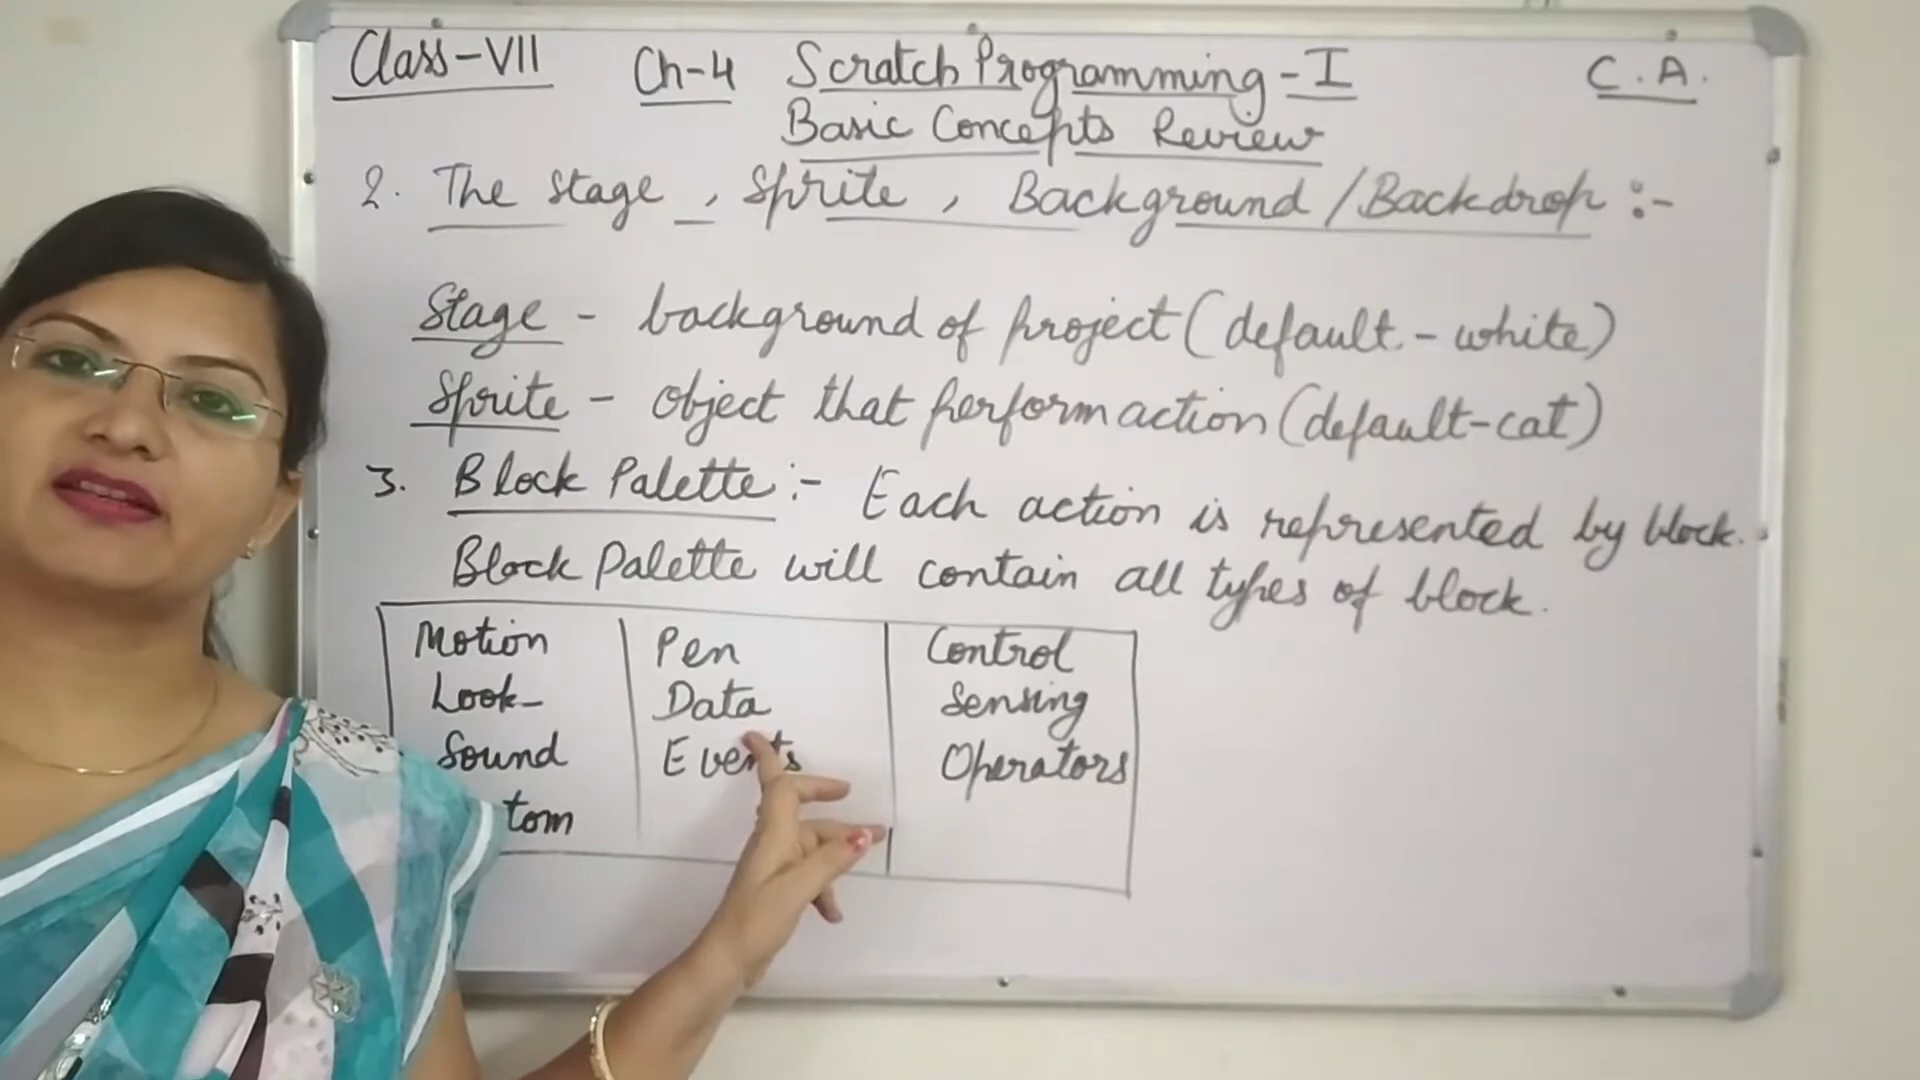 Class-VII Ch-4 Scratch Programming-I C.A.
Basic Concepts Review
2. The Stage, Sprite, Background/Backdrop :-
Stage - background of project (default.-white)
Sprite - object that perform action (default-cat)
3. Block Palette :- Each action is represented by block.
Block Palette will contain all types of block.
Motion Pen Control
Look- Data Sensing
Sound Events Operators
tom